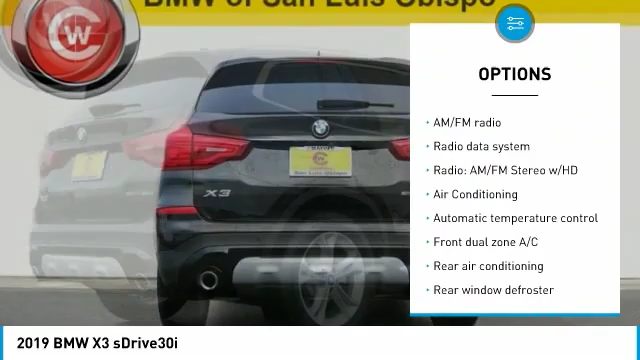 BMW of San Luis Obispo
W
OPTIONS
AM/FM radio
Radio data system
Radio: AM/FM Stereo w/HD
Air Conditioning
Automatic temperature control
Front dual zone A/C
Rear air conditioning
Rear window defroster
X3
2019 BMW X3 sDrive30i